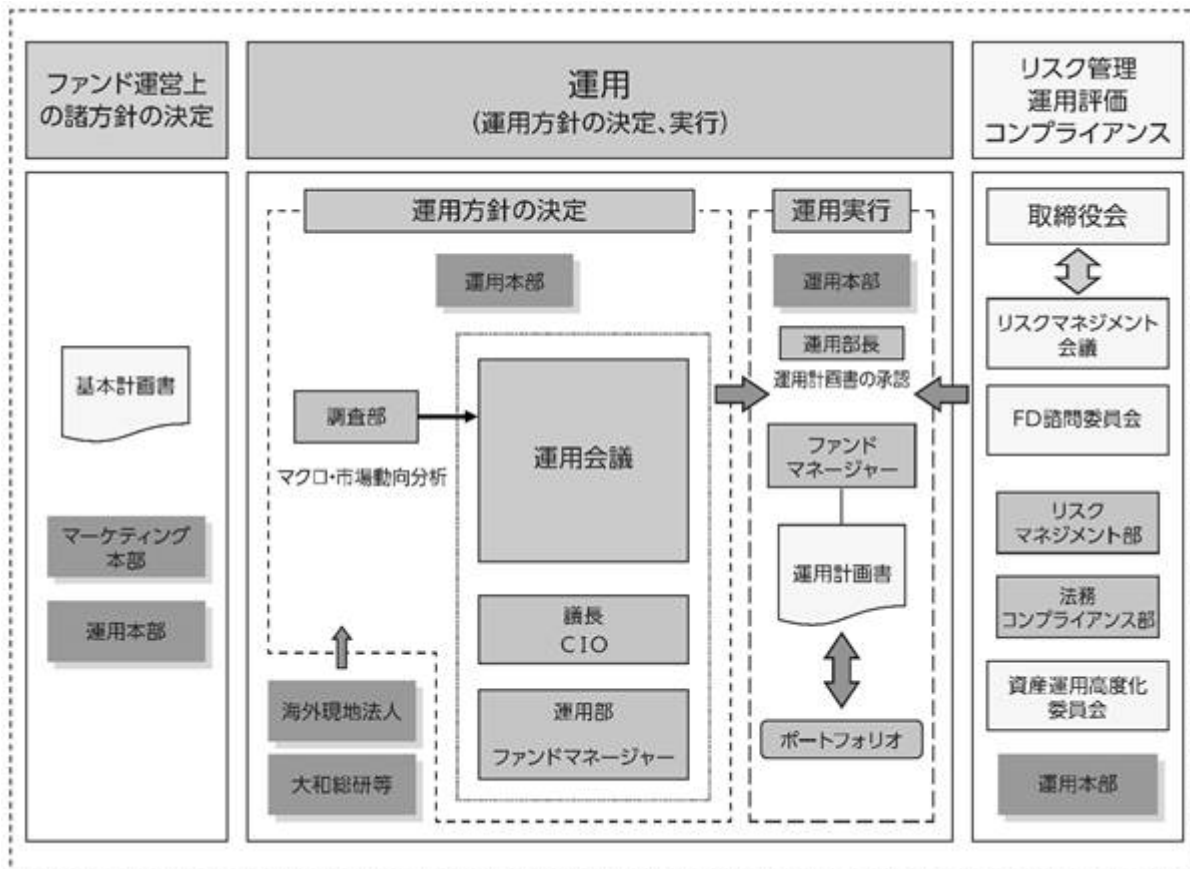 ファンド運営上
の諸方針の決定
運用
(運用方針の決定、実行)
リスク管理
運用評価
コンプライアンス
基本計画書
マーケティング
本部
運用本部
運用方針の決定
運用本部
調査部
マクロ・市場動向分析
運用会議
議長
CIO
運用部
ファンドマネージャー
海外現地法人
大和総研等
運用実行
運用本部
運用部長
運用計画書の承認
ファンド
マネージャー
運用計画書
ポートフォリオ
取締役会
リスクマネジメント
会議
FD諮問委員会
リスク
マネジメント部
法務
コンプライアンス部
資産運用高度化
委員会
運用本部